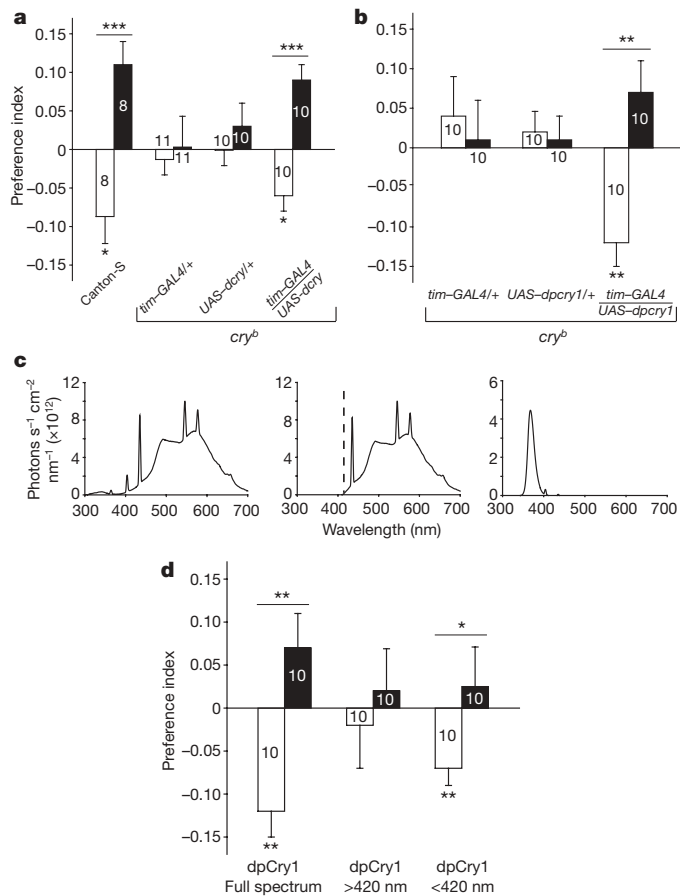 a
Preference index
0.15
0.10
0.05
0
−0.05
−0.10
−0.15
***
8
8
*
11
11
10
10
***
10
10
*
Canton-S
tim–GAL4/+
UAS–dcry/+
tim–GAL4
UAS–dcry
cryᵇ
b
0.15
0.10
0.05
0
−0.05
−0.10
−0.15
10
10
10
10
**
10
10
**
tim–GAL4/+
UAS–dpcry1/+
tim–GAL4
UAS–dpcry1
cryᵇ
c
Photons s⁻¹ cm⁻²
nm⁻¹ (×10¹²)
12
8
4
0
300 400 500 600 700
12
8
4
0
300 400 500 600 700
6
4
2
0
300 400 500 600 700
Wavelength (nm)
d
Preference index
0.15
0.10
0.05
0
−0.05
−0.10
−0.15
**
10
10
**
10
10
*
10
10
**
dpCry1 dpCry1 dpCry1
Full spectrum >420 nm <420 nm